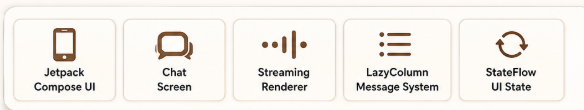 Jetpack
Compose UI
Chat
Screen
Streaming
Renderer
LazyColumn
Message System
StateFlow
UI State